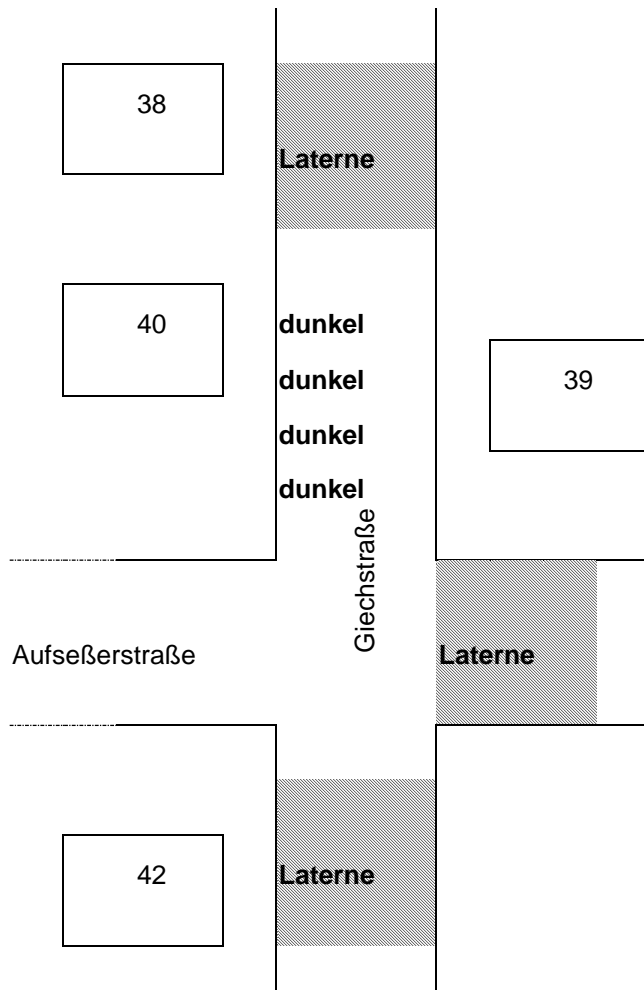 38
Laterne
40
dunkel
dunkel
39
dunkel
dunkel
Giechstraße
Aufseßerstraße
Laterne
42
Laterne